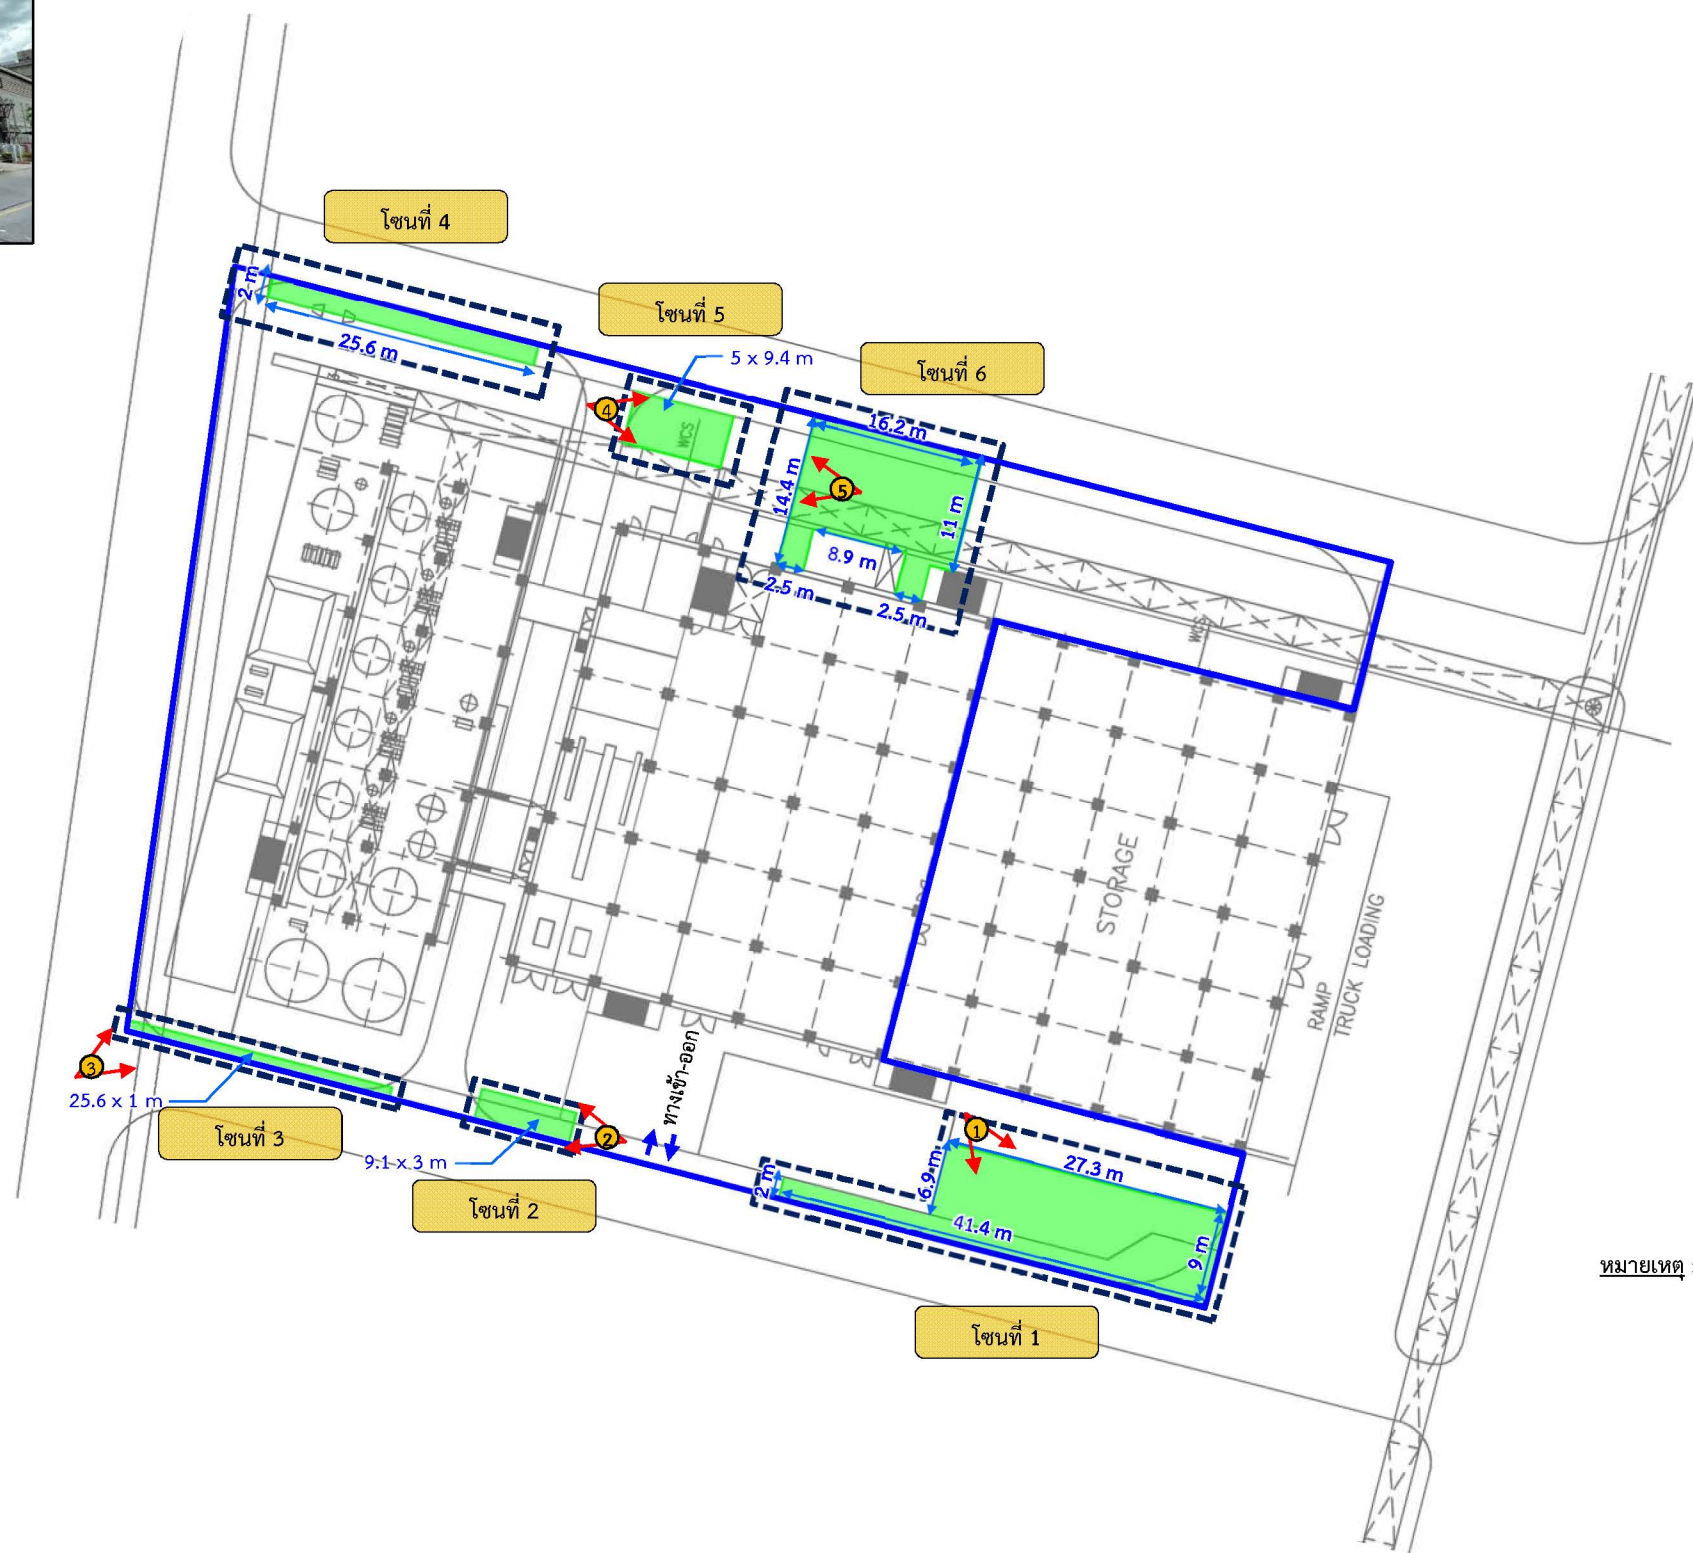 โซนที่ 4
2 m
25.6 m
โซนที่ 5
5 x 9.4 m
โซนที่ 6
4
WCS
16.2 m
14.4 m
5
11 m
8.9 m
2.5 m
2.5 m
WCS
STORAGE
RAMP
TRUCK LOADING
ทางเข้า-ออก
3
25.6 x 1 m
โซนที่ 3
2
9.1 x 3 m
โซนที่ 2
1
27.3 m
6.9 m
2 m
41.4 m
9 m
โซนที่ 1
หมายเหตุ :